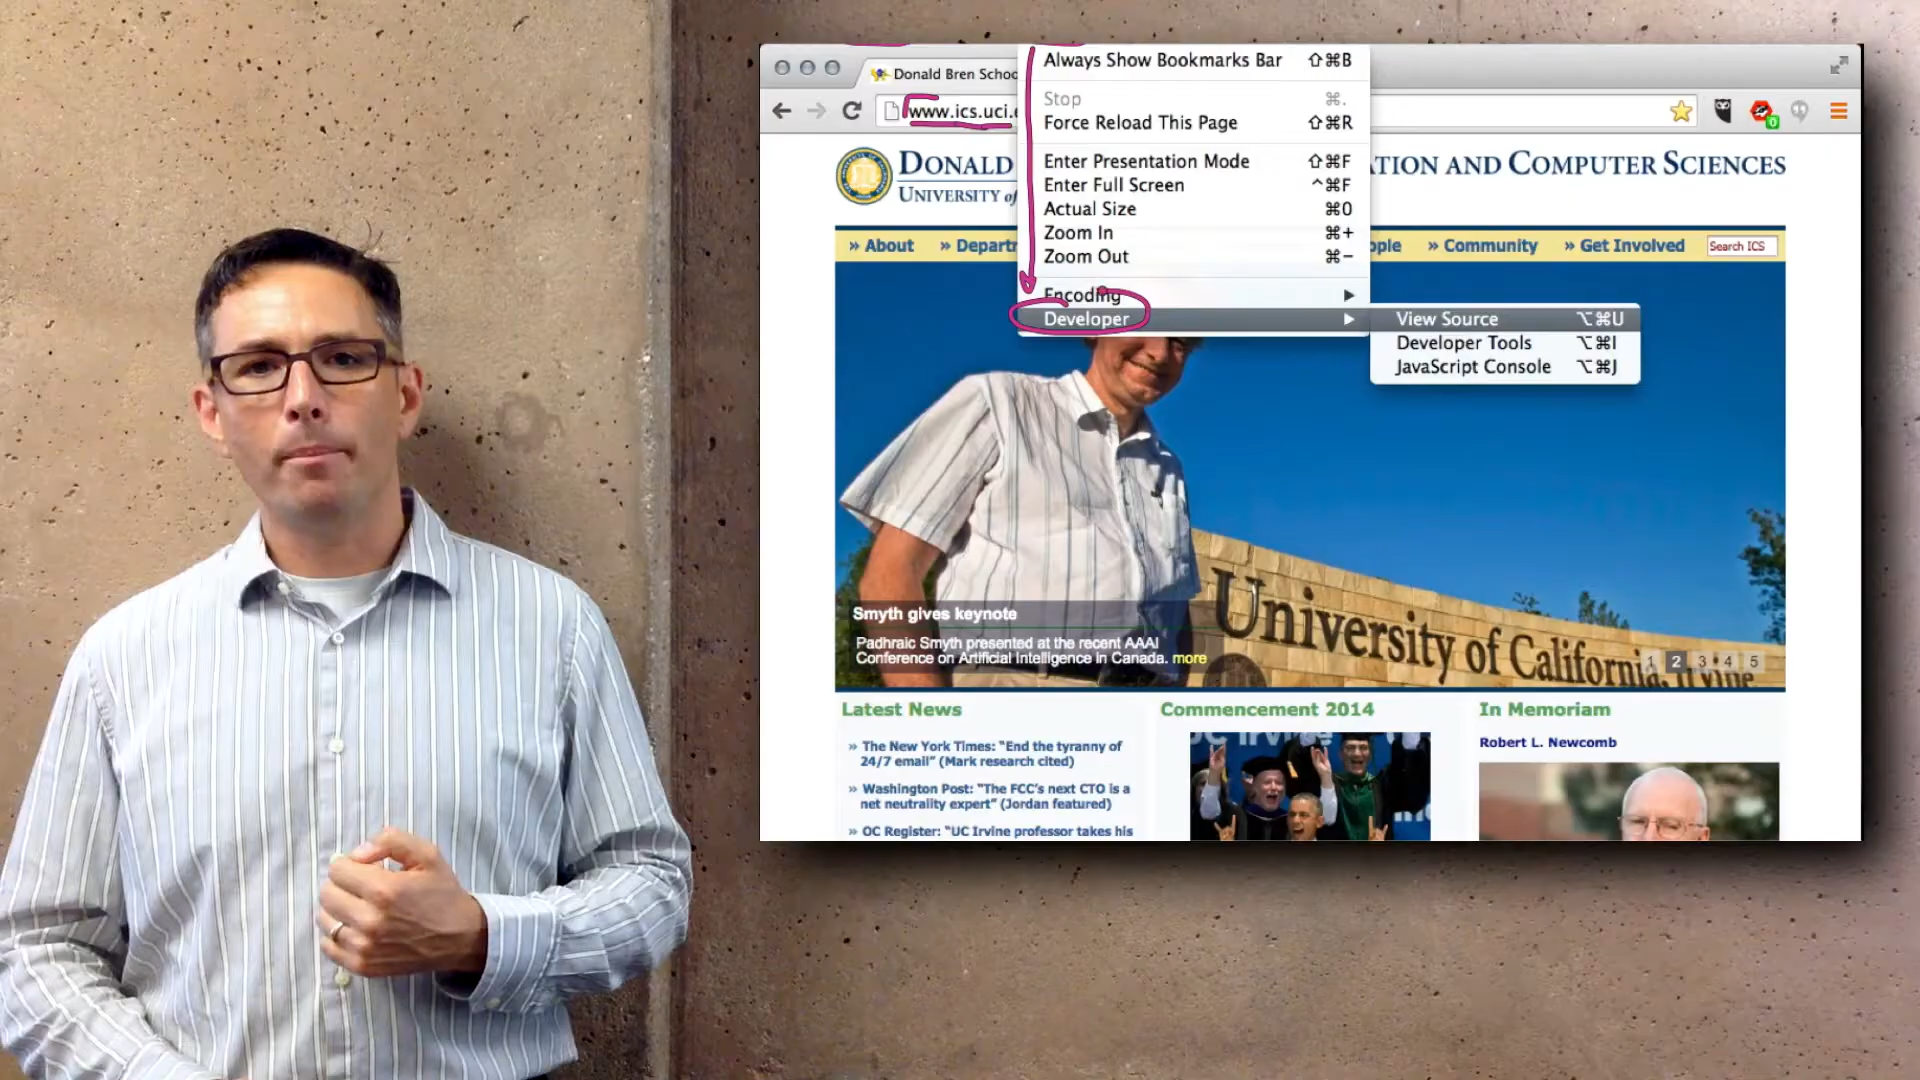 Donald Bren Schoo
www.ics.uci.e
Always Show Bookmarks Bar ⇧⌘B
Stop ⌘.
Force Reload This Page ⇧⌘R
Enter Presentation Mode ⇧⌘F
Enter Full Screen ^⌘F
Actual Size ⌘0
Zoom In ⌘+
Zoom Out ⌘−
Encoding ▶
Developer ▶
View Source ⌥⌘U
Developer Tools ⌥⌘I
JavaScript Console ⌥⌘J
0
DONALD
UNIVERSITY of
TION AND COMPUTER SCIENCES
» About » Departm
ople » Community » Get Involved Search ICS
University of California, Irvine
Smyth gives keynote
Padhraic Smyth presented at the recent AAAI
Conference on Artificial Intelligence in Canada. more
1 2 3 4 5
Latest News
» The New York Times: “End the tyranny of
24/7 email” (Mark research cited)
» Washington Post: “The FCC’s next CTO is a
net neutrality expert” (Jordan featured)
» OC Register: “UC Irvine professor takes his
Commencement 2014
UC Irvine
In Memoriam
Robert L. Newcomb